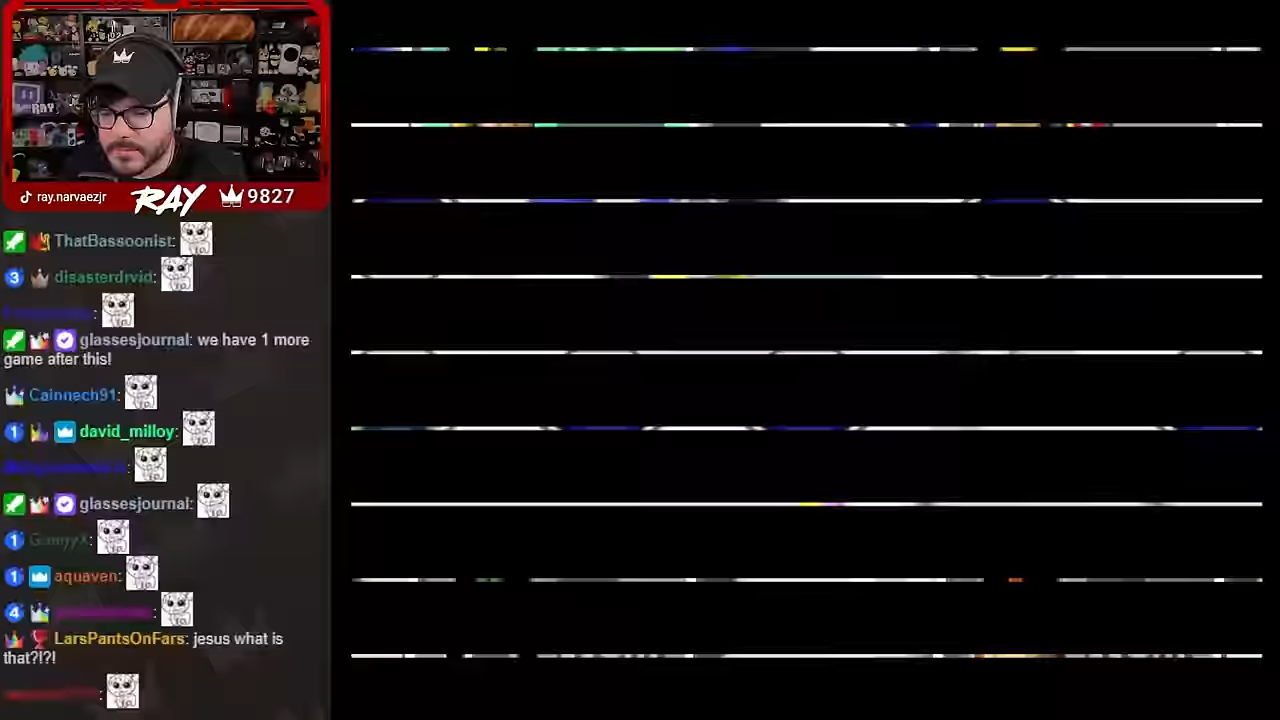 ray.narvaezjr RAY 9827
ThatBassoonist:
disasterdrvid:
:
glassesjournal: we have 1 more
game after this!
Cainnech91:
david_milloy:
:
glassesjournal:
aquaven:
:
LarsPantsOnFars: jesus what is
that?!?!
: